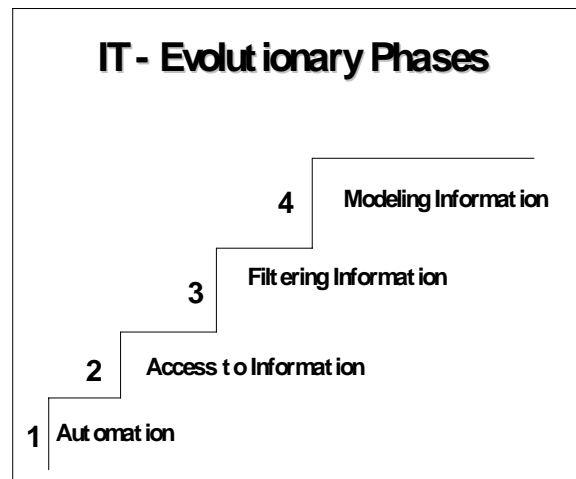 IT - Evolutionary Phases
4 Modeling Information
3 Filtering Information
2 Access to Information
1 Automation